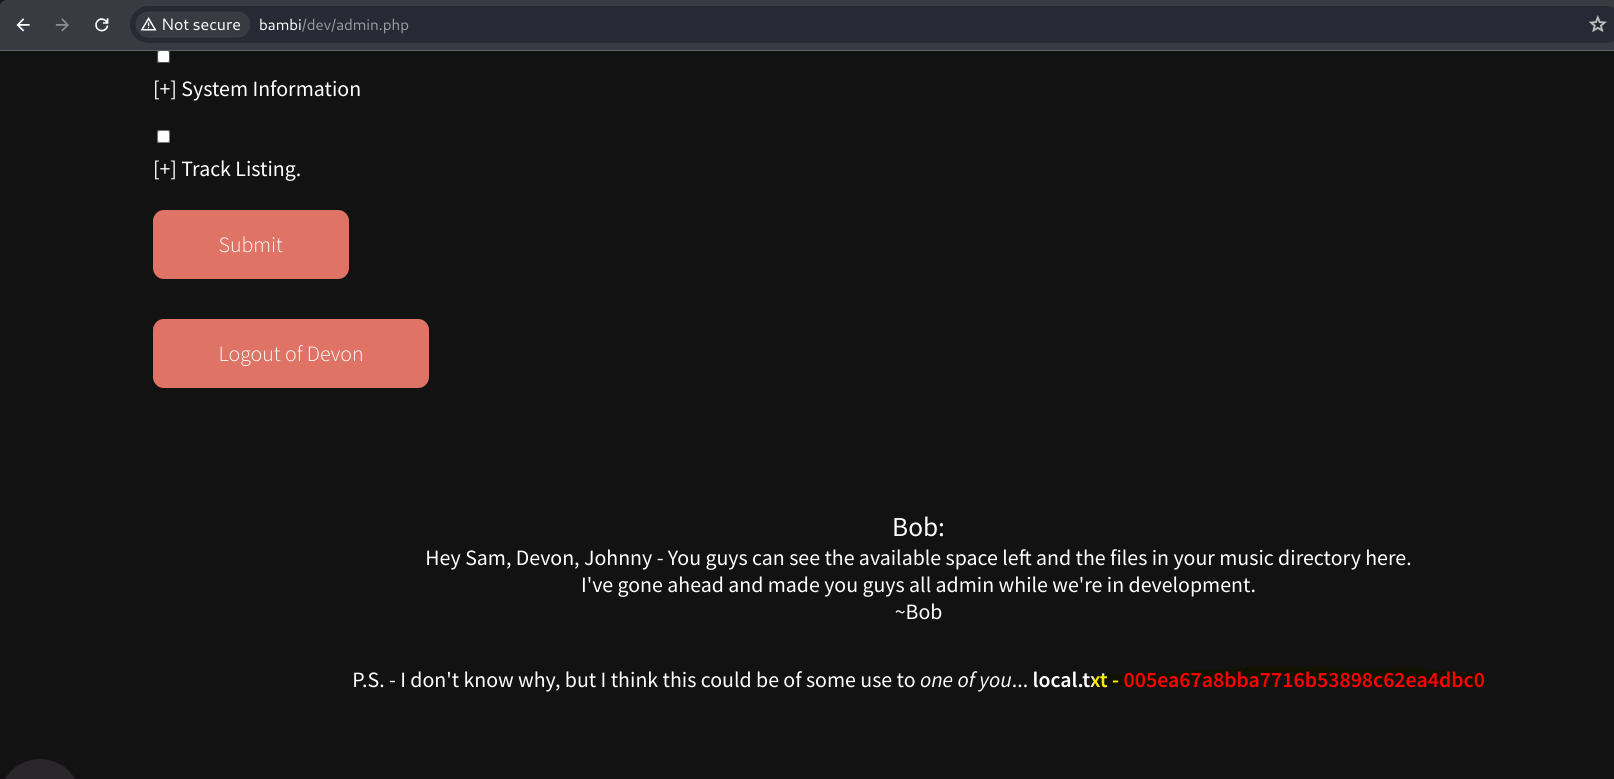 Not secure bambi/dev/admin.php
[+] System Information
[+] Track Listing.
Submit
Logout of Devon
Bob:
Hey Sam, Devon, Johnny - You guys can see the available space left and the files in your music directory here.
I've gone ahead and made you guys all admin while we're in development.
~Bob
P.S. - I don't know why, but I think this could be of some use to one of you... local.txt - 005ea67a8bba7716b53898c62ea4dbc0